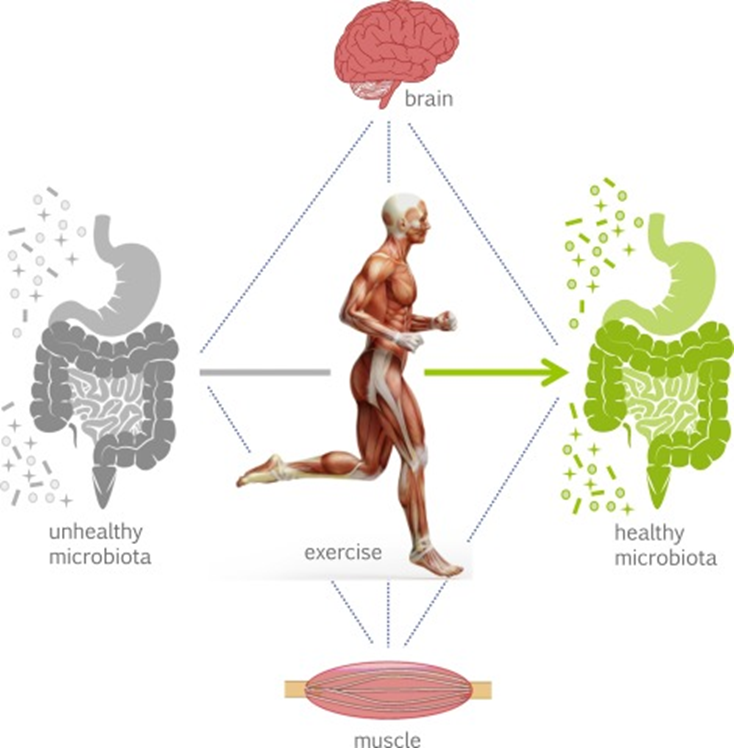 brain
unhealthy
microbiota
exercise
healthy
microbiota
muscle